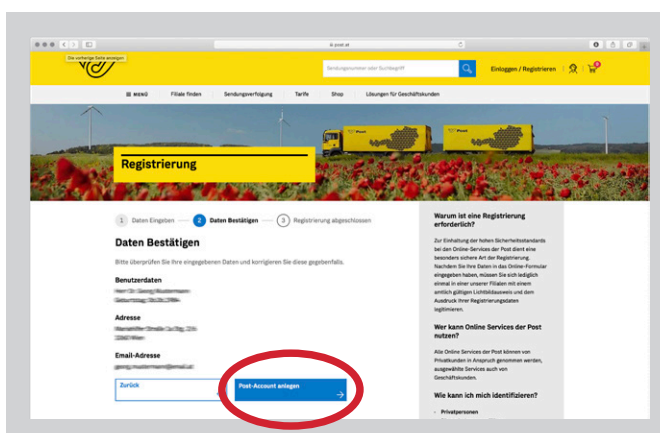 post.at
Die vorherige Seite anzeigen
Sendungsnummer oder Suchbegriff
Einloggen / Registrieren
MENÜ Filiale finden Sendungsverfolgung Tarife Shop Lösungen für Geschäftskunden
Post
Post
Registrierung
1 Daten Eingeben 2 Daten Bestätigen 3 Registrierung abgeschlossen
Daten Bestätigen
Bitte überprüfen Sie Ihre eingegebenen Daten und korrigieren Sie diese gegebenfalls.
Benutzerdaten
Adresse
Email-Adresse
Zurück
Post-Account anlegen
Warum ist eine Registrierung
erforderlich?
Zur Einhaltung der hohen Sicherheitsstandards
bei den Online-Services der Post dient eine
besonders sichere Art der Registrierung.
Nachdem Sie Ihre Daten in das Online-Formular
eingegeben haben, müssen Sie sich lediglich
einmal in einer unserer Filialen mit einem
amtlich gültigen Lichtbildausweis und dem
Ausdruck Ihrer Registrierungsdaten
legitimieren.
Wer kann Online Services der Post
nutzen?
Alle Online Services der Post können von
Privatkunden in Anspruch genommen werden,
ausgewählte Services auch von
Geschäftskunden.
Wie kann ich mich identifizieren?
- Privatpersonen